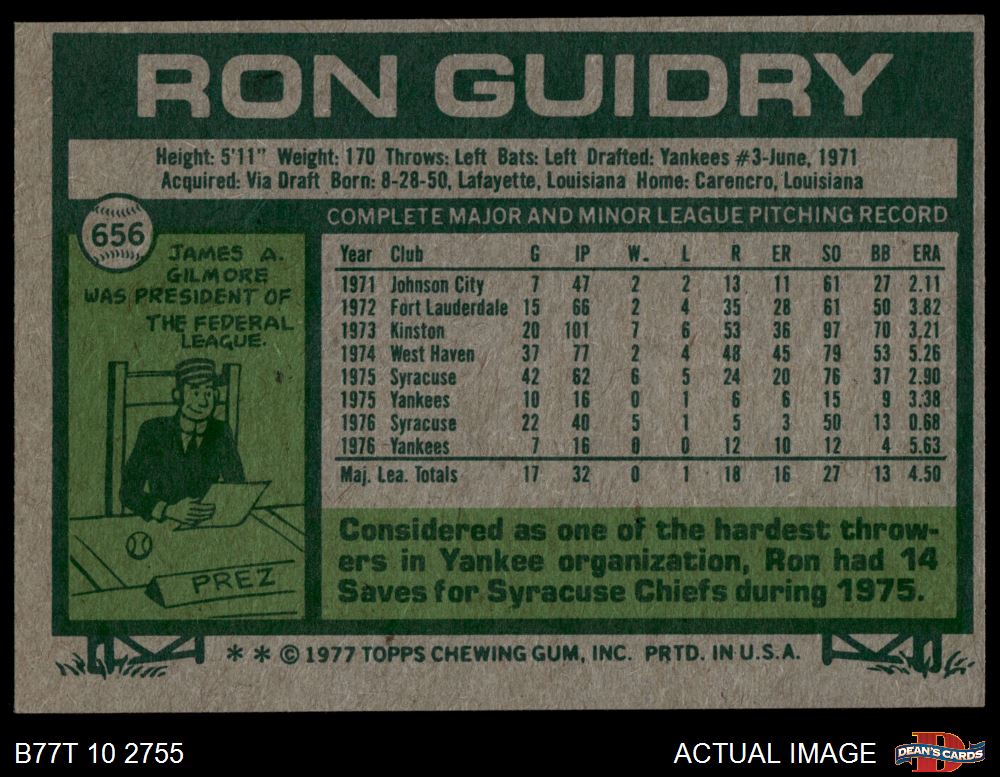 RON GUIDRY
Height: 5'11" Weight: 170 Throws: Left Bats: Left Drafted: Yankees #3-June, 1971
Acquired: Via Draft Born: 8-28-50, Lafayette, Louisiana Home: Carencro, Louisiana
656
JAMES A.
GILMORE
WAS PRESIDENT OF
THE FEDERAL
LEAGUE.
PREZ
COMPLETE MAJOR AND MINOR LEAGUE PITCHING RECORD
Year Club G IP W. L R ER SO BB ERA
1971 Johnson City 7 47 2 2 13 11 61 27 2.11
1972 Fort Lauderdale 15 66 2 4 35 28 61 50 3.82
1973 Kinston 20 101 7 6 53 36 97 70 3.21
1974 West Haven 37 77 2 4 48 45 79 53 5.26
1975 Syracuse 42 62 6 5 24 20 76 37 2.90
1975 Yankees 10 16 0 1 6 6 15 9 3.38
1976 Syracuse 22 40 5 1 5 3 50 13 0.68
1976 Yankees 7 16 0 0 12 10 12 4 5.63
Maj. Lea. Totals 17 32 0 1 18 16 27 13 4.50
Considered as one of the hardest throw-
ers in Yankee organization, Ron had 14
Saves for Syracuse Chiefs during 1975.
* * © 1977 TOPPS CHEWING GUM, INC. PRTD. IN U.S.A.
B77T 10 2755
ACTUAL IMAGE
D
DEAN'S CARDS